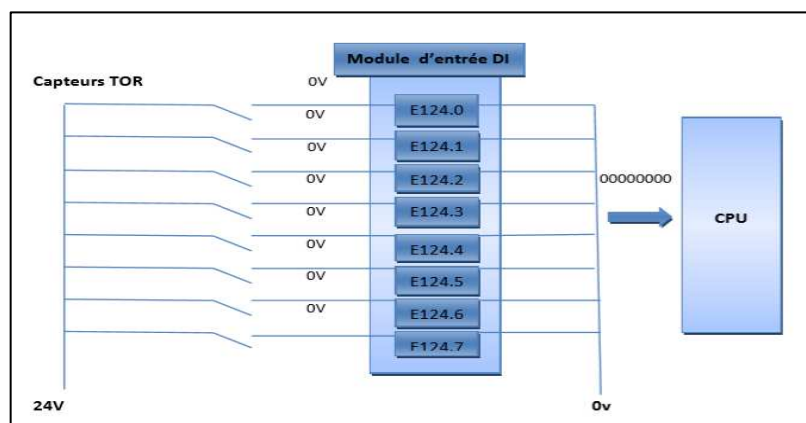 Module d'entrée DI
Capteurs TOR
0V
0V
E124.0
0V
E124.1
0V
E124.2
00000000
0V
E124.3
CPU
0V
E124.4
0V
E124.5
0V
E124.6
E124.7
24V
0v